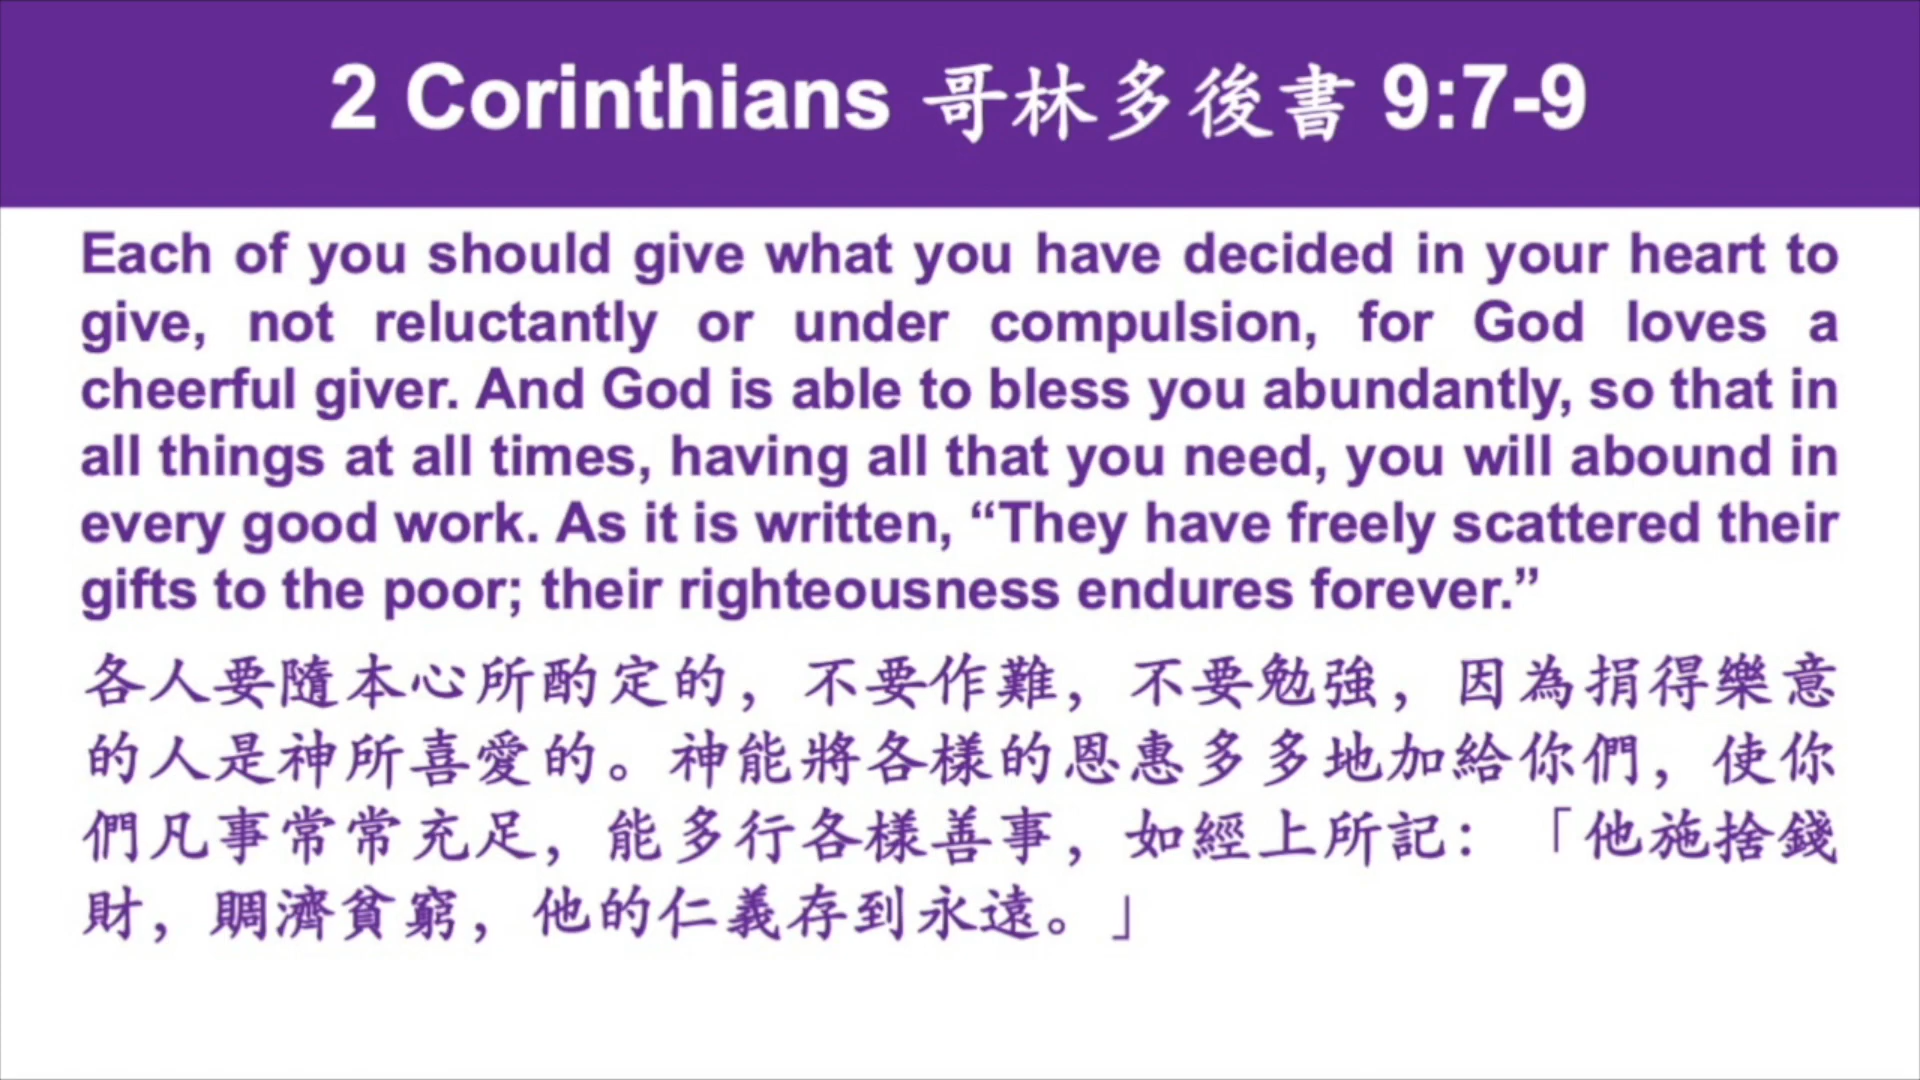 2 Corinthians 哥林多後書 9:7-9
Each of you should give what you have decided in your heart to
give, not reluctantly or under compulsion, for God loves a
cheerful giver. And God is able to bless you abundantly, so that in
all things at all times, having all that you need, you will abound in
every good work. As it is written, “They have freely scattered their
gifts to the poor; their righteousness endures forever.”
各人要隨本心所酌定的，不要作難，不要勉強，因為捐得樂意
的人是神所喜愛的。神能將各樣的恩惠多多地加給你們，使你
們凡事常常充足，能多行各樣善事，如經上所記：「他施捨錢
財，賙濟貧窮，他的仁義存到永遠。」